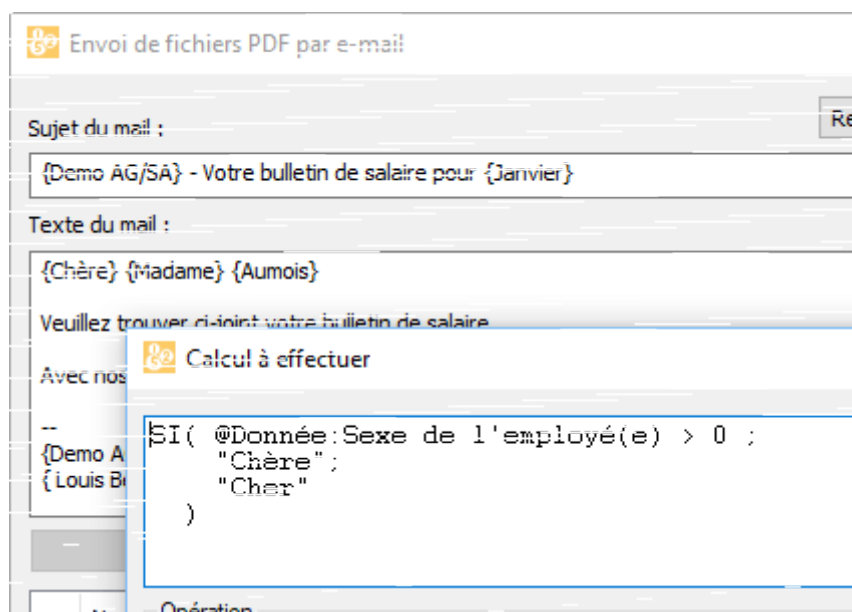 Envoi de fichiers PDF par e-mail
Sujet du mail :
Re
{Demo AG/SA} - Votre bulletin de salaire pour {Janvier}
Texte du mail :
{Chère} {Madame} {Aumois}
Veuillez trouver ci-joint votre bulletin de salaire
Avec nos
--
{Demo A
{ Louis B
Calcul à effectuer
SI( @Donnée:Sexe de l'employé(e) > 0 ;
"Chère";
"Cher"
)
Opération